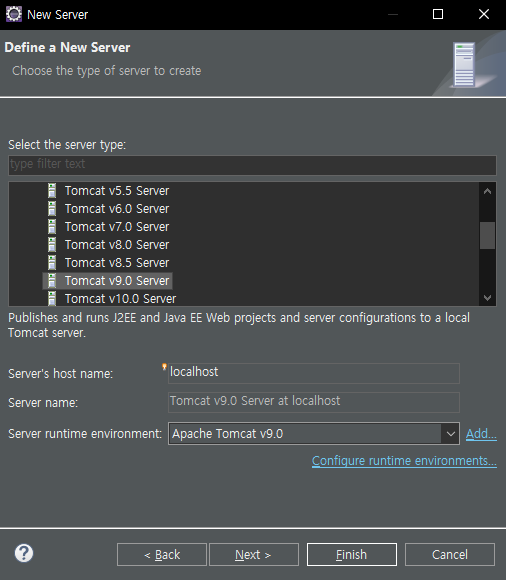 New Server
Define a New Server
Choose the type of server to create
Select the server type:
type filter text
Tomcat v5.5 Server
Tomcat v6.0 Server
Tomcat v7.0 Server
Tomcat v8.0 Server
Tomcat v8.5 Server
Tomcat v9.0 Server
Tomcat v10.0 Server
Publishes and runs J2EE and Java EE Web projects and server configurations to a local
Tomcat server.
Server's host name: localhost
Server name: Tomcat v9.0 Server at localhost
Server runtime environment: Apache Tomcat v9.0 Add...
Configure runtime environments...
? < Back Next > Finish Cancel